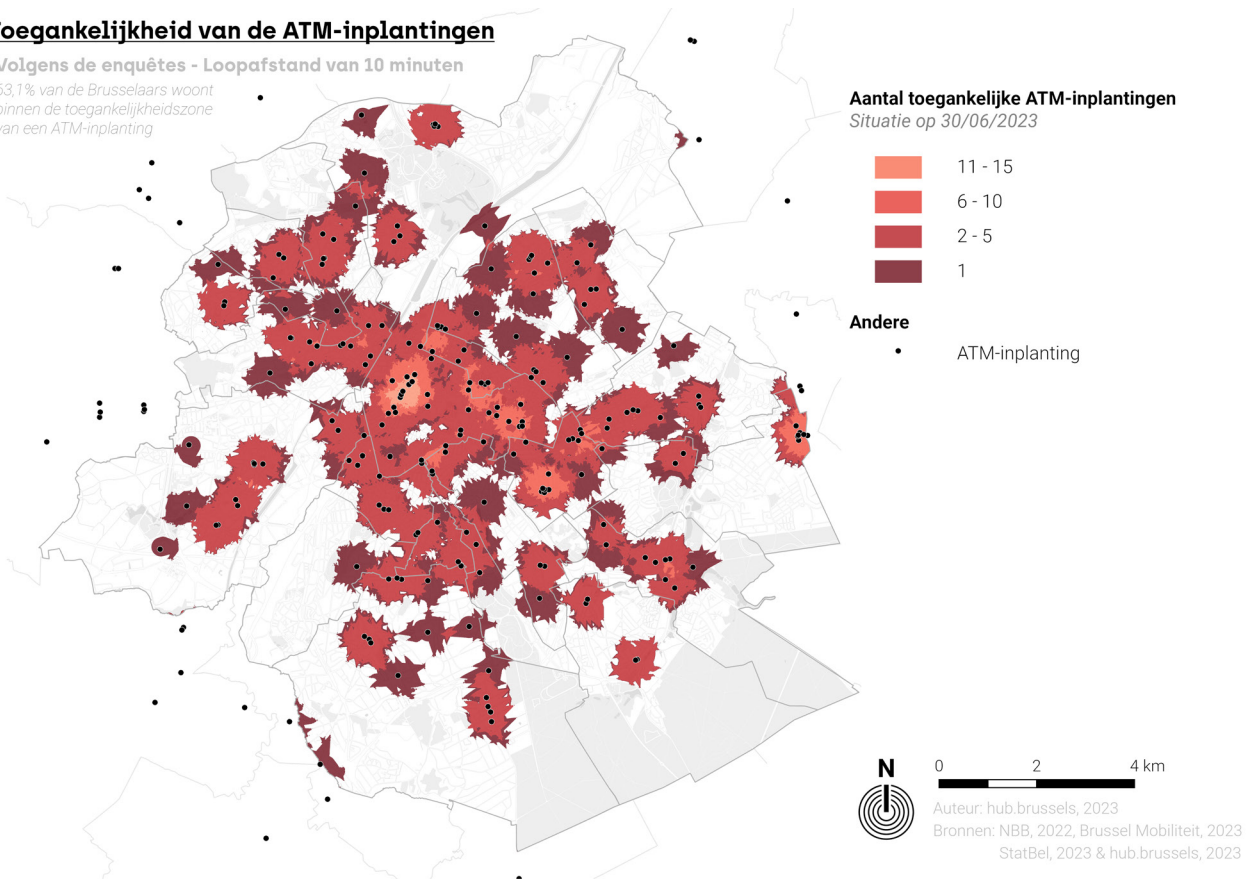 oegankelijkheid van de ATM-inplantingen
Volgens de enquêtes - Loopafstand van 10 minuten
63,1% van de Brusselaars woont
binnen de toegankelijkheidszone
van een ATM-inplanting
Aantal toegankelijke ATM-inplantingen
Situatie op 30/06/2023
11 - 15
6 - 10
2 - 5
1
Andere
ATM-inplanting
N
0 2 4 km
Auteur: hub.brussels, 2023
Bronnen: NBB, 2022, Brussel Mobiliteit, 2023
StatBel, 2023 & hub.brussels, 2023